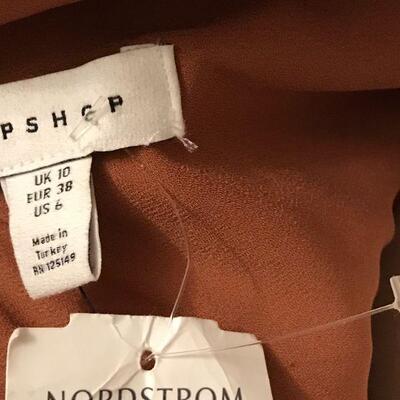 PSHOP
UK 10
EUR 38
US 6
Made in
Turkey
RN 125149
NORDSTROM